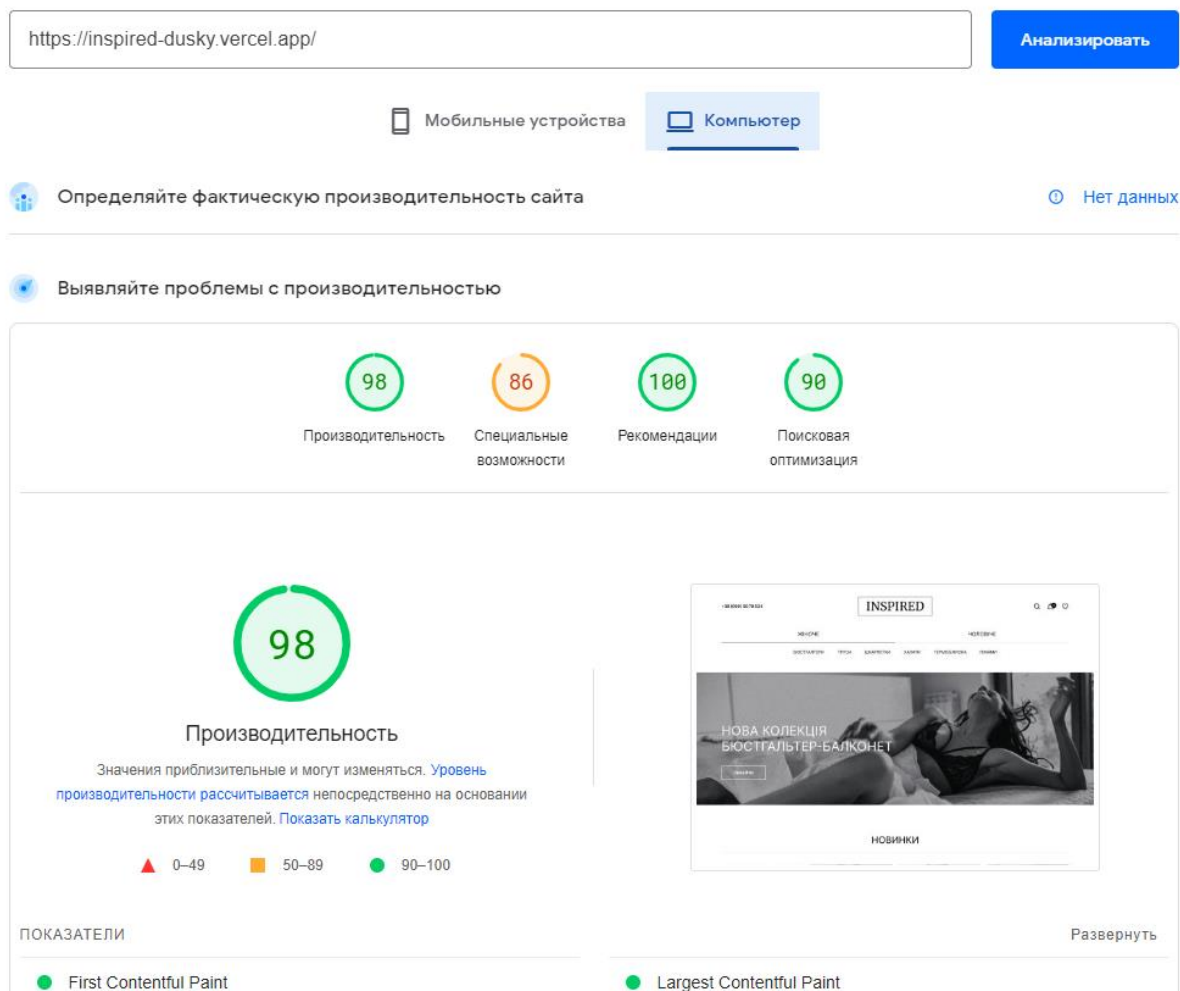 https://inspired-dusky.vercel.app/
Анализировать
Мобильные устройства
Компьютер
Определяйте фактическую производительность сайта
Нет данных
Выявляйте проблемы с производительностью
98
86
100
90
Производительность
Специальные
возможности
Рекомендации
Поисковая
оптимизация
98
Производительность
Значения приблизительные и могут изменяться. Уровень
производительности рассчитывается непосредственно на основании
этих показателей. Показать калькулятор
0–49
50–89
90–100
INSPIRED
ЖІНОЧЕ
ЧОЛОВІЧЕ
НОВА КОЛЕКЦІЯ
БЮСТГАЛЬТЕР-БАЛКОНЕТ
НОВИНКИ
ПОКАЗАТЕЛИ
Развернуть
First Contentful Paint
Largest Contentful Paint